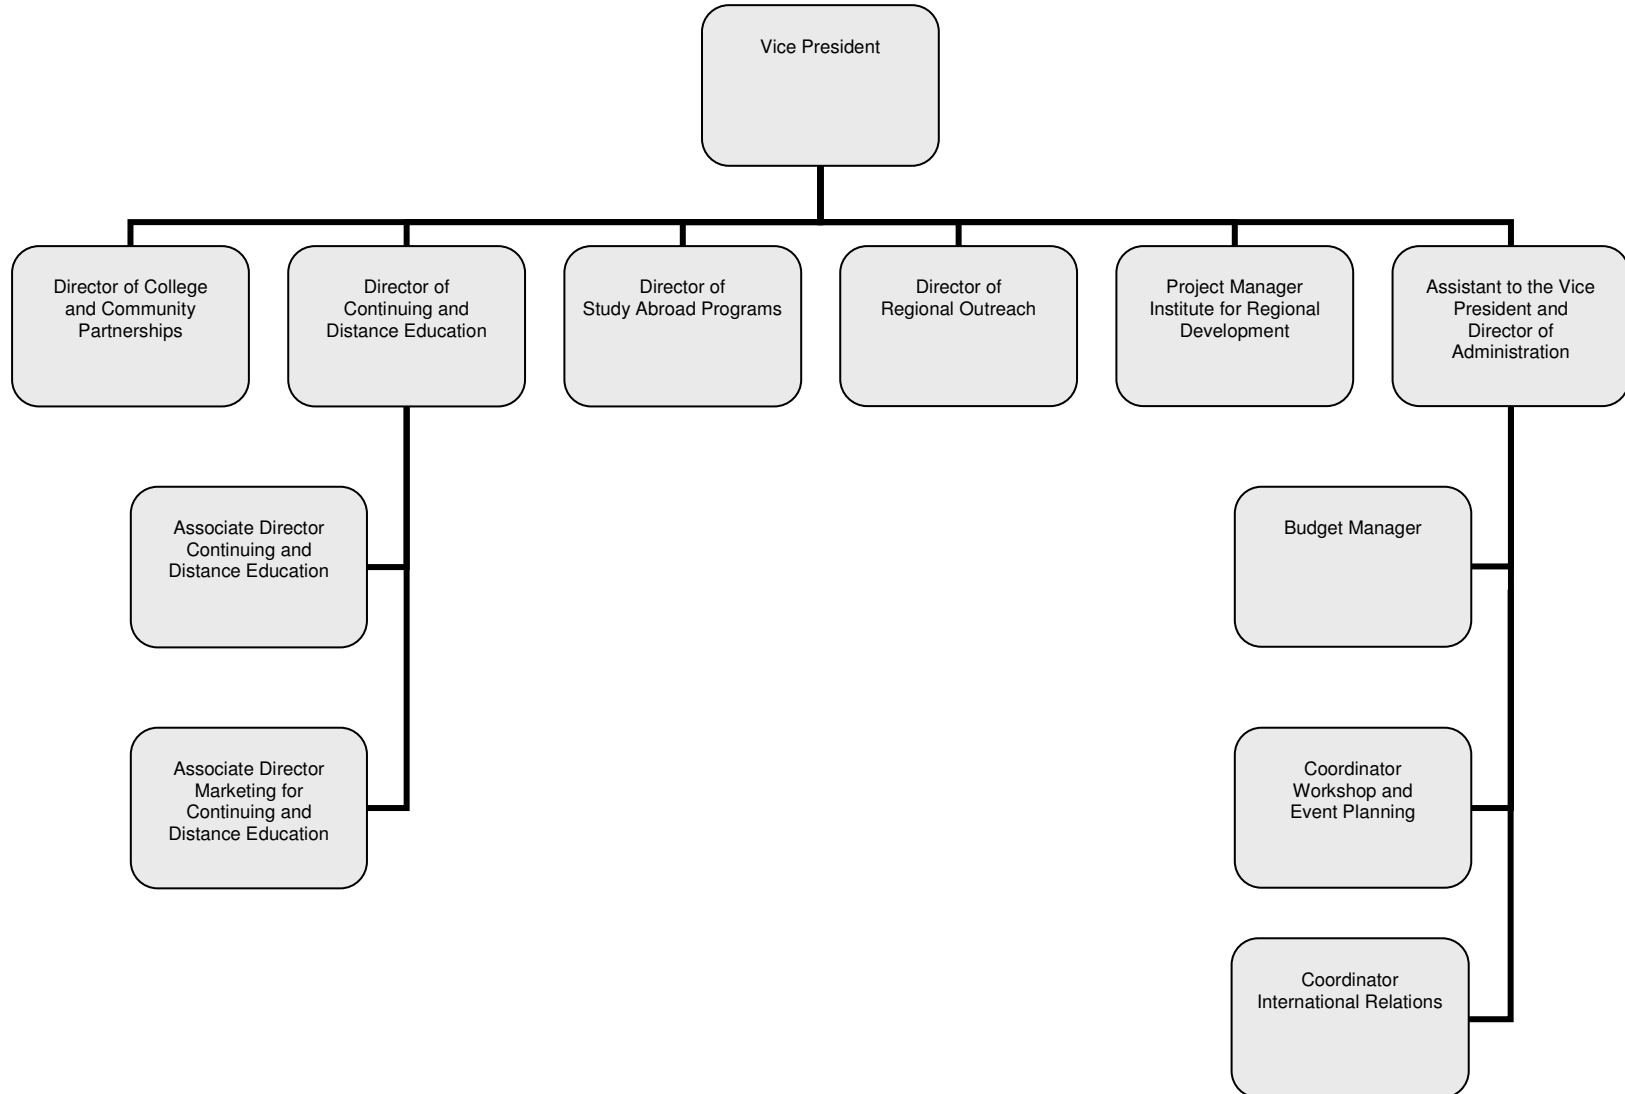 Vice President
Director of College
and Community
Partnerships
Director of
Continuing and
Distance Education
Director of
Study Abroad Programs
Director of
Regional Outreach
Project Manager
Institute for Regional
Development
Assistant to the Vice
President and
Director of
Administration
Associate Director
Continuing and
Distance Education
Budget Manager
Associate Director
Marketing for
Continuing and
Distance Education
Coordinator
Workshop and
Event Planning
Coordinator
International Relations